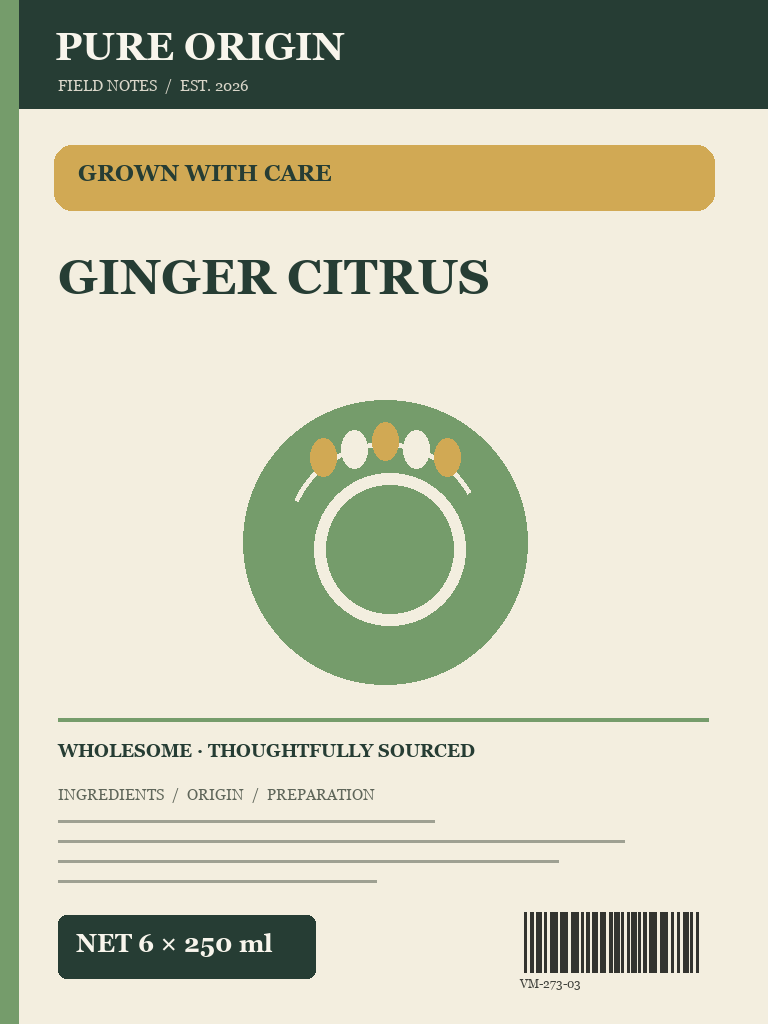 PURE ORIGIN
FIELD NOTES / EST. 2026
GROWN WITH CARE
GINGER CITRUS
WHOLESOME · THOUGHTFULLY SOURCED
INGREDIENTS / ORIGIN / PREPARATION
NET 6 × 250 ml
VM-273-03